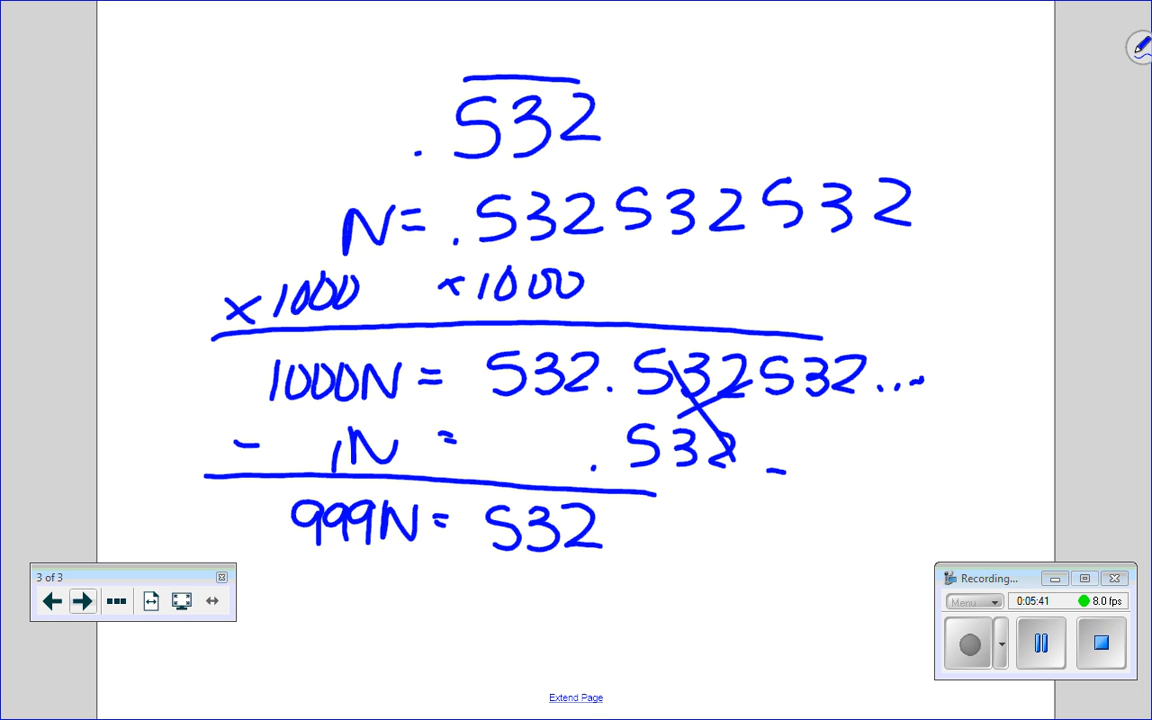 .532
N= .532532532
×1000 ×1000
1000N = 532.532532...
- 1N = .532
999N= 532
3 of 3
Recording...
Menu
0:05:41
8.0 fps
Extend Page